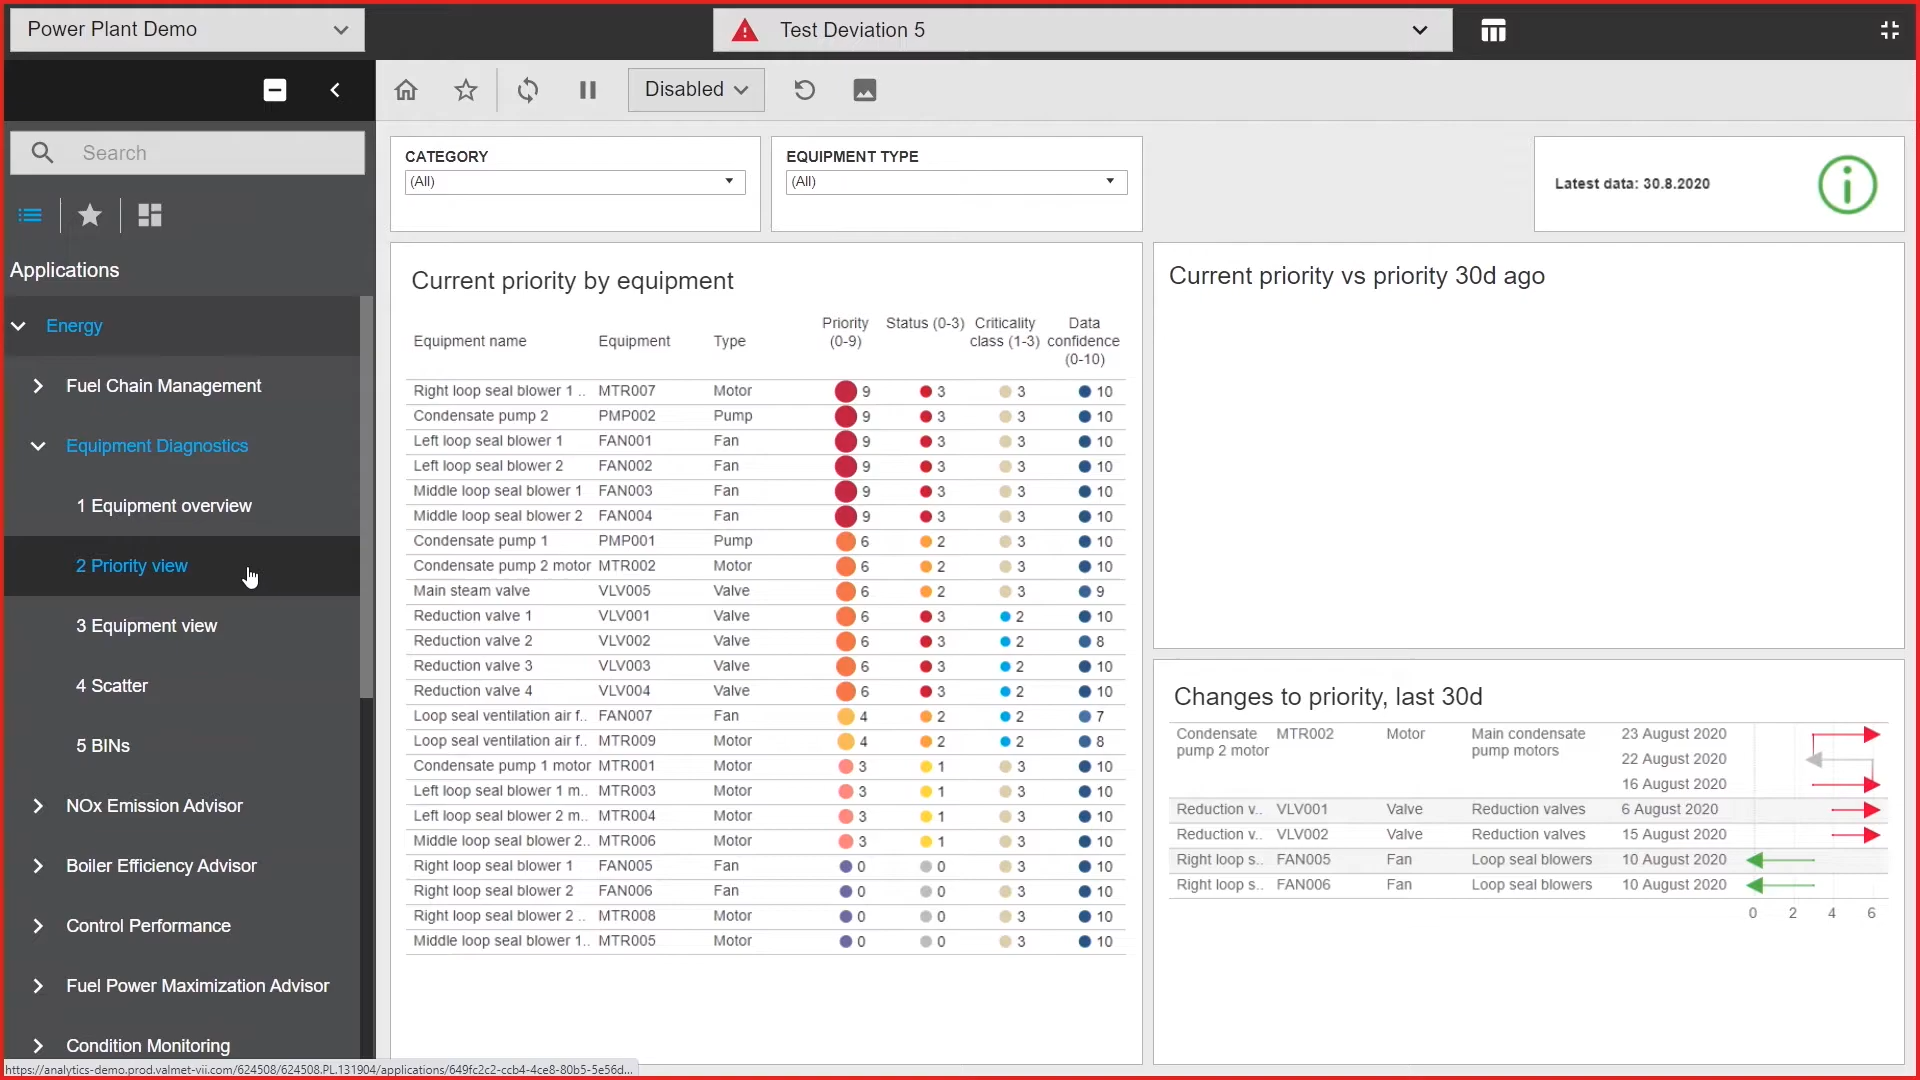 Power Plant Demo
Test Deviation 5
Disabled
Search
Applications
Energy
Fuel Chain Management
Equipment Diagnostics
1 Equipment overview
2 Priority view
3 Equipment view
4 Scatter
5 BINs
NOx Emission Advisor
Boiler Efficiency Advisor
Control Performance
Fuel Power Maximization Advisor
Condition Monitoring
https://analytics-demo.prod.valmet-vii.com/624508/624508.PL.131904/applications/649fc2c2-ccb4-4ce8-80b5-5e56d...
CATEGORY
(All)
EQUIPMENT TYPE
(All)
Latest data: 30.8.2020
Current priority by equipment
Equipment name Equipment Type Priority (0-9) Status (0-3) Criticality class (1-3) Data confidence (0-10)
Right loop seal blower 1 .. MTR007 Motor 9 3 3 10
Condensate pump 2 PMP002 Pump 9 3 3 10
Left loop seal blower 1 FAN001 Fan 9 3 3 10
Left loop seal blower 2 FAN002 Fan 9 3 3 10
Middle loop seal blower 1 FAN003 Fan 9 3 3 10
Middle loop seal blower 2 FAN004 Fan 9 3 3 10
Condensate pump 1 PMP001 Pump 6 2 3 10
Condensate pump 2 motor MTR002 Motor 6 2 3 10
Main steam valve VLV005 Valve 6 2 3 9
Reduction valve 1 VLV001 Valve 6 3 2 10
Reduction valve 2 VLV002 Valve 6 3 2 8
Reduction valve 3 VLV003 Valve 6 3 2 10
Reduction valve 4 VLV004 Valve 6 3 2 10
Loop seal ventilation air f.. FAN007 Fan 4 2 2 7
Loop seal ventilation air f.. MTR009 Motor 4 2 2 8
Condensate pump 1 motor MTR001 Motor 3 1 3 10
Left loop seal blower 1 m.. MTR003 Motor 3 1 3 10
Left loop seal blower 2 m.. MTR004 Motor 3 1 3 10
Middle loop seal blower 2.. MTR006 Motor 3 1 3 10
Right loop seal blower 1 FAN005 Fan 0 0 3 10
Right loop seal blower 2 FAN006 Fan 0 0 3 10
Right loop seal blower 2 .. MTR008 Motor 0 0 3 10
Middle loop seal blower 1.. MTR005 Motor 0 0 3 10
Current priority vs priority 30d ago
Changes to priority, last 30d
Condensate MTR002 Motor Main condensate 23 August 2020
pump 2 motor pump motors
22 August 2020
16 August 2020
Reduction v.. VLV001 Valve Reduction valves 6 August 2020
Reduction v.. VLV002 Valve Reduction valves 15 August 2020
Right loop s.. FAN005 Fan Loop seal blowers 10 August 2020
Right loop s.. FAN006 Fan Loop seal blowers 10 August 2020
0 2 4 6